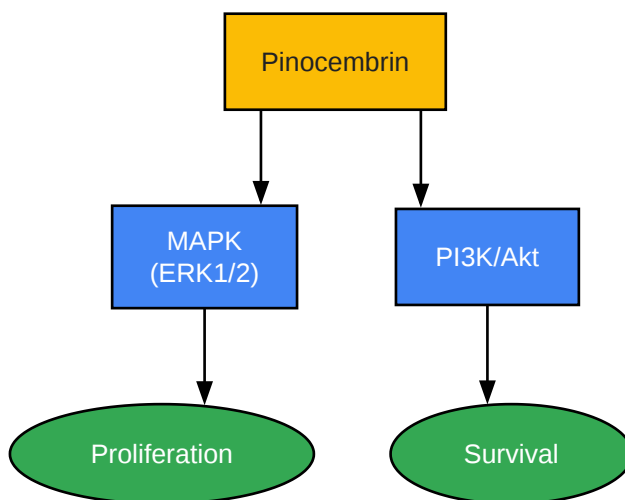 Pinocembrin
MAPK
(ERK1/2)
PI3K/Akt
Proliferation
Survival